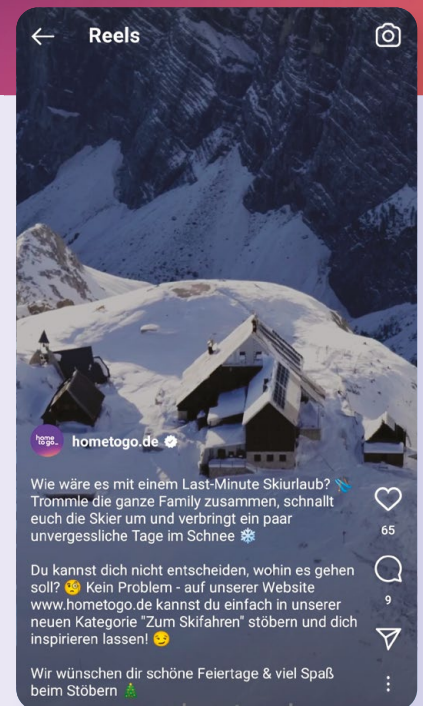 Reels
home
to go_
hometogo.de
Wie wäre es mit einem Last-Minute Skiurlaub? 🎿
Trommle die ganze Family zusammen, schnallt
euch die Skier um und verbringt ein paar
unvergessliche Tage im Schnee ❄️
Du kannst dich nicht entscheiden, wohin es gehen
soll? 🧐 Kein Problem - auf unserer Website
www.hometogo.de kannst du einfach in unserer
neuen Kategorie "Zum Skifahren" stöbern und dich
inspirieren lassen! 😏
Wir wünschen dir schöne Feiertage & viel Spaß
beim Stöbern 🎄
65
9